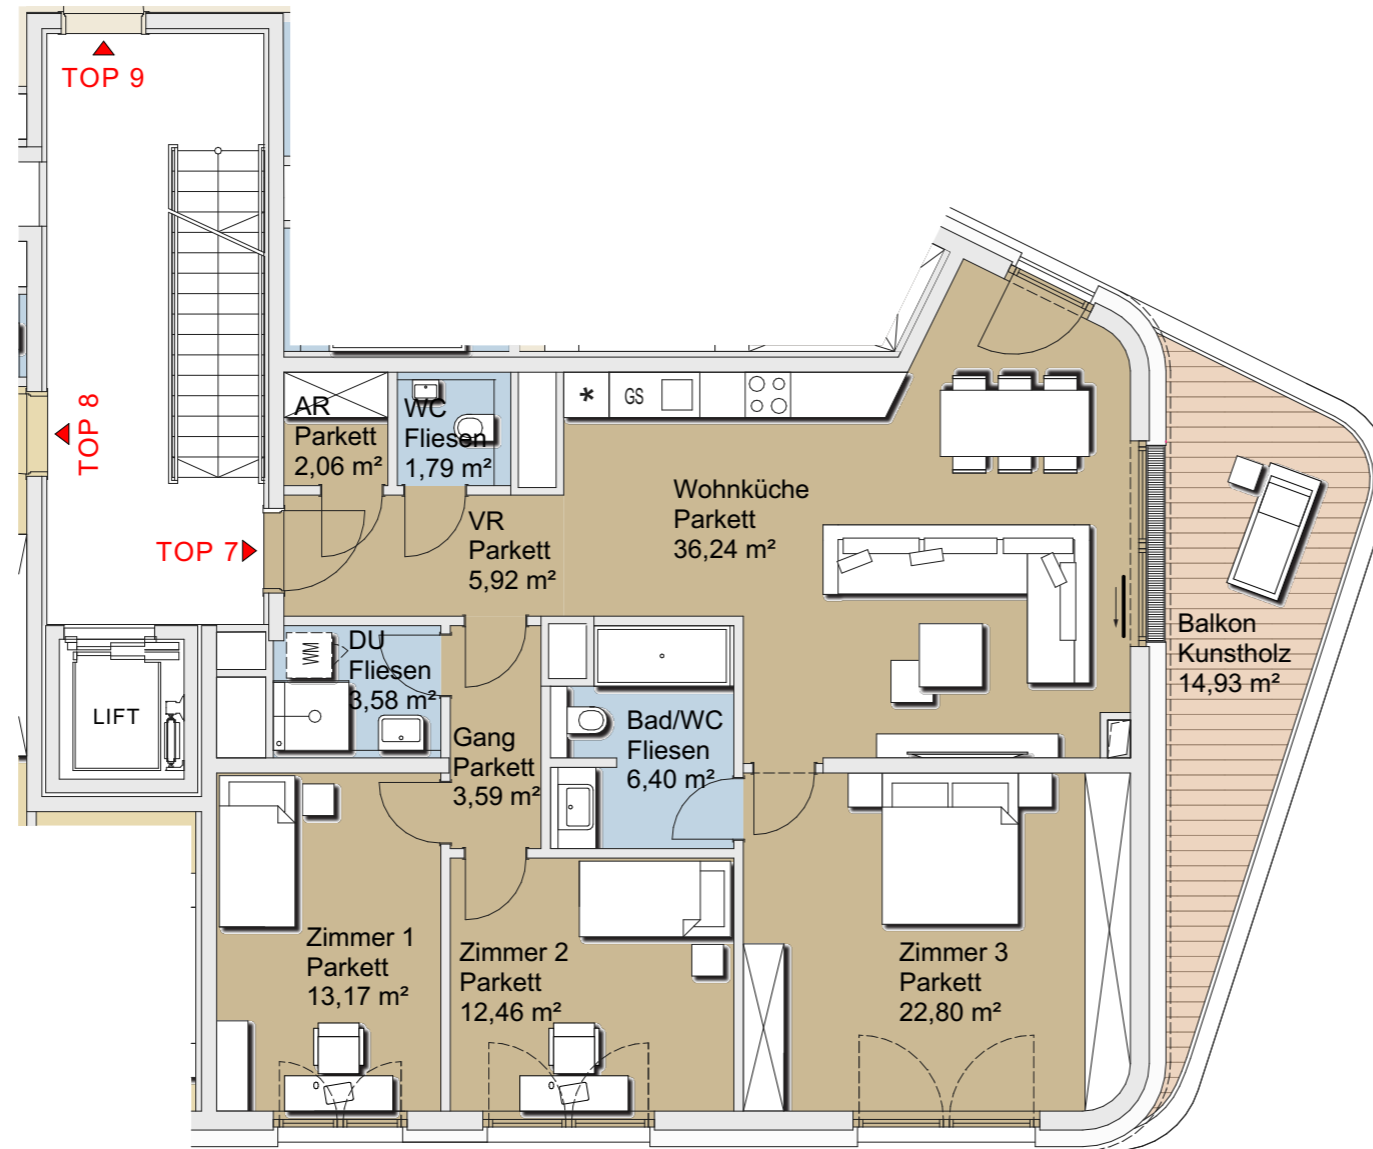 TOP 9
TOP 8
TOP 7
LIFT
AR
Parkett
2,06 m²
WC
Fliesen
1,79 m²
VR
Parkett
5,92 m²
*
GS
Wohnküche
Parkett
36,24 m²
Balkon
Kunstholz
14,93 m²
WM
DU
Fliesen
3,58 m²
Gang
Parkett
3,59 m²
Bad/WC
Fliesen
6,40 m²
Zimmer 1
Parkett
13,17 m²
Zimmer 2
Parkett
12,46 m²
Zimmer 3
Parkett
22,80 m²